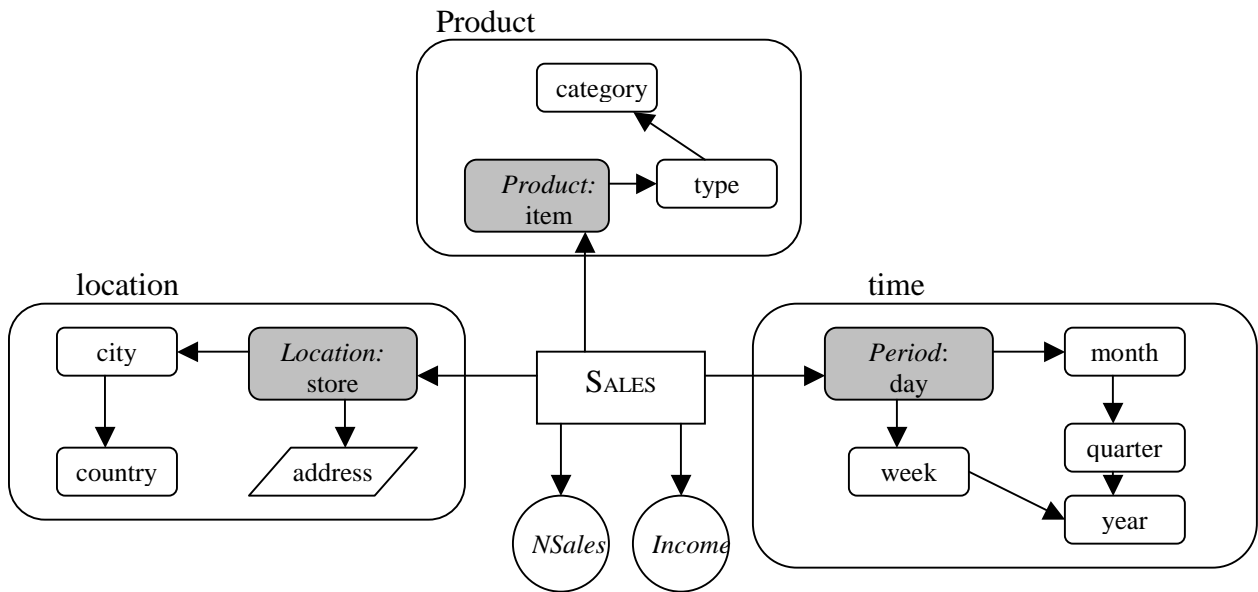 Product
category
Product:
item
type
location
city
Location:
store
country
address
SALES
NSales
Income
time
Period:
day
month
week
quarter
year